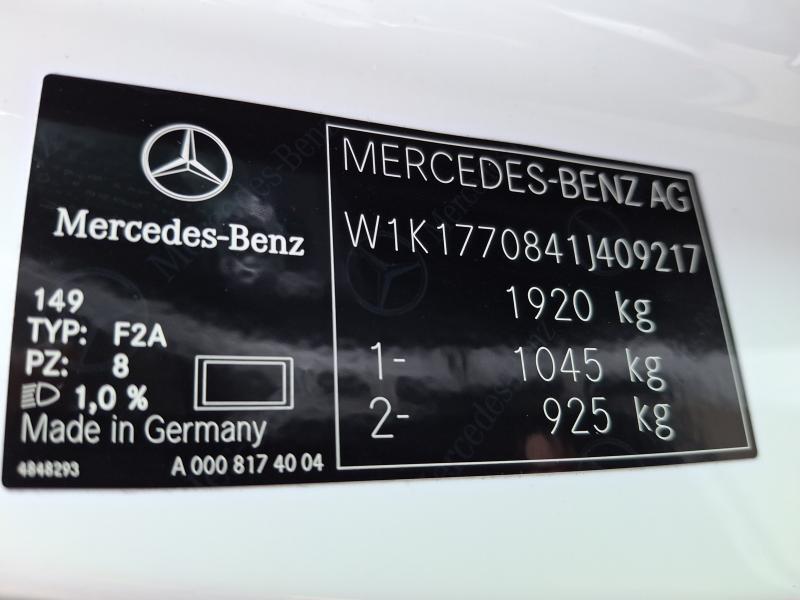 Mercedes-Benz
149
TYP: F2A
PZ: 8
1,0 %
Made in Germany
4848293
A 000 817 40 04
MERCEDES-BENZ AG
W1K1770841J409217
1920 kg
1- 1045 kg
2- 925 kg